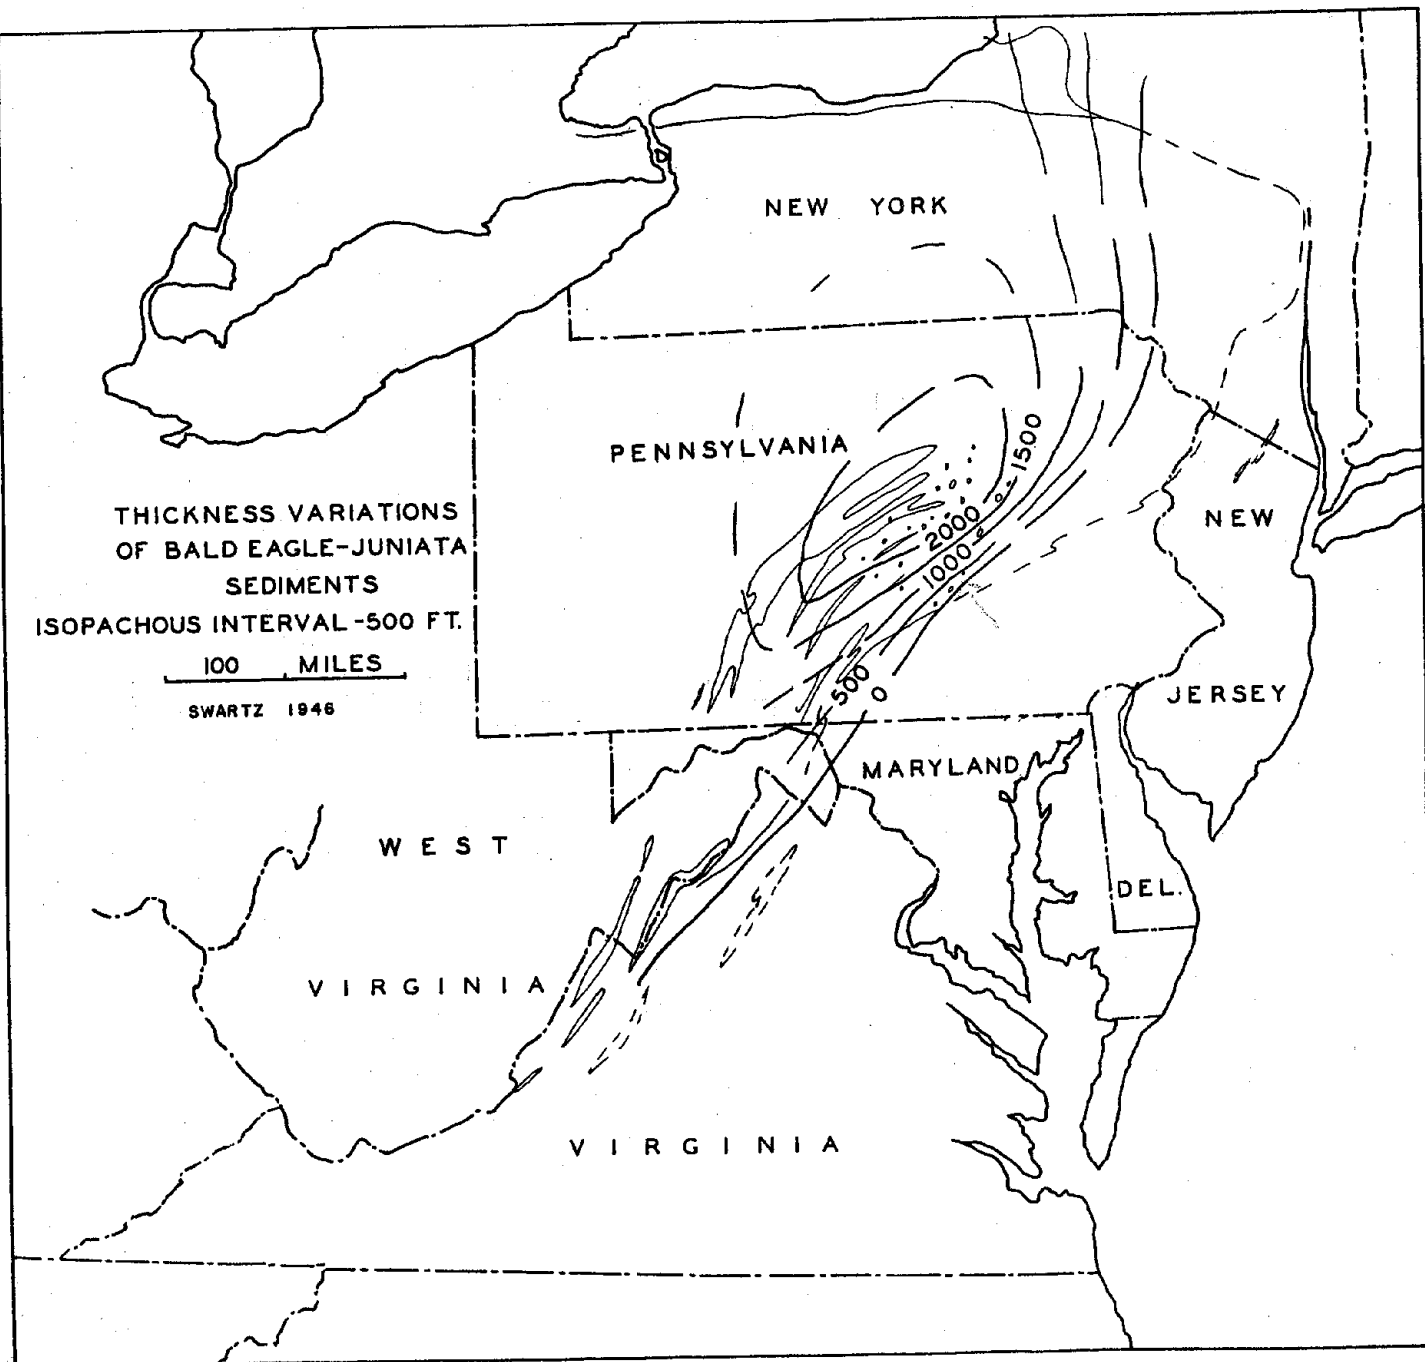 NEW YORK
PENNSYLVANIA
1500
THICKNESS VARIATIONS
OF BALD EAGLE-JUNIATA
SEDIMENTS
ISOPACHOUS INTERVAL-500 FT.
100 MILES
SWARTZ 1946
2000
1000
NEW
JERSEY
500
0
MARYLAND
WEST
DEL.
VIRGINIA
VIRGINIA